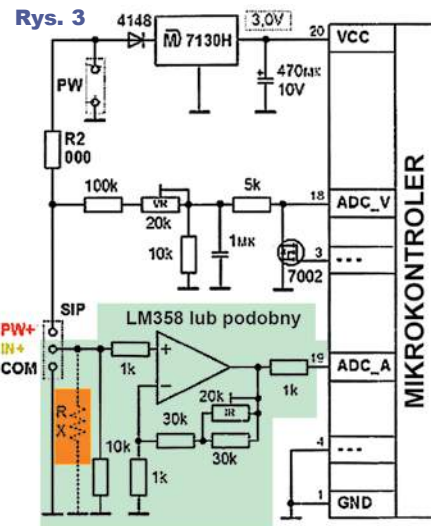 Rys. 3
4148
M 7130H
3,0V
20
VCC
PW
470мк
10V
R2
000
100k
VR
20k
5k
18
ADC_V
10k
1мк
3
...
7002
SIP
LM358 lub podobny
PW+
IN+
COM
1k
+
−
20k
IR
1k
19
ADC_A
30k
30k
R
X
10k
1k
4
...
1
GND
MIKROKONTROLER